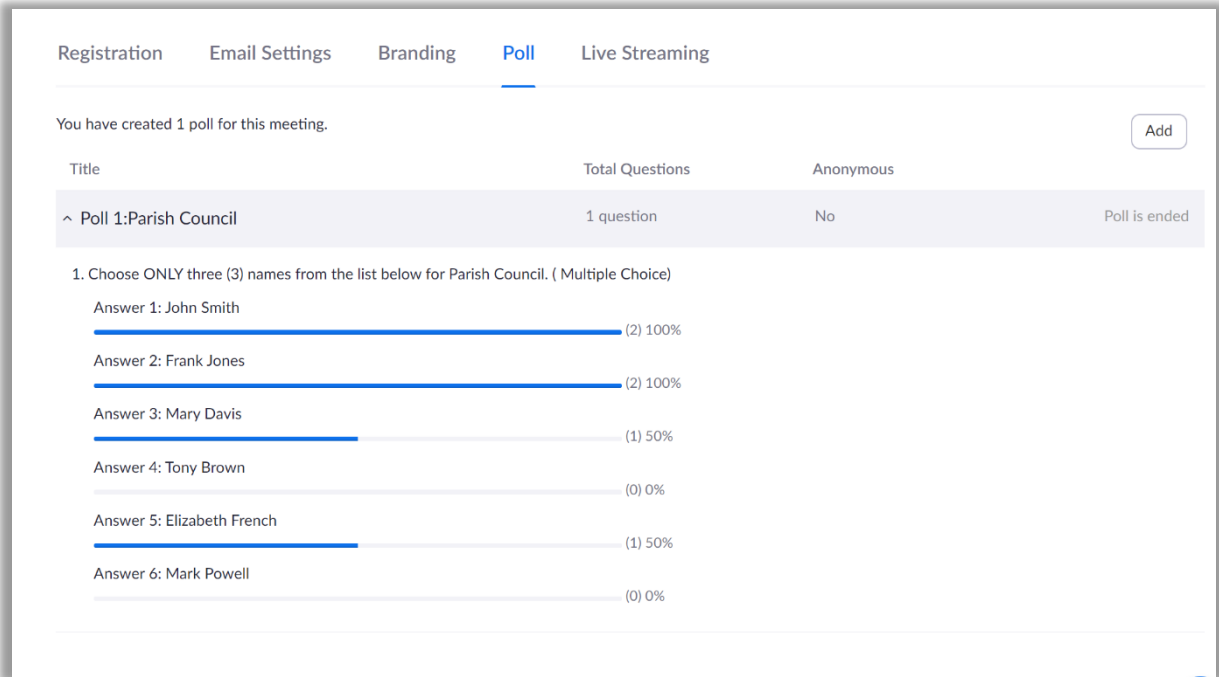 Registration Email Settings Branding Poll Live Streaming
You have created 1 poll for this meeting.
Add
Title Total Questions Anonymous
Poll 1:Parish Council 1 question No Poll is ended
1. Choose ONLY three (3) names from the list below for Parish Council. ( Multiple Choice)
Answer 1: John Smith
(2) 100%
Answer 2: Frank Jones
(2) 100%
Answer 3: Mary Davis
(1) 50%
Answer 4: Tony Brown
(0) 0%
Answer 5: Elizabeth French
(1) 50%
Answer 6: Mark Powell
(0) 0%